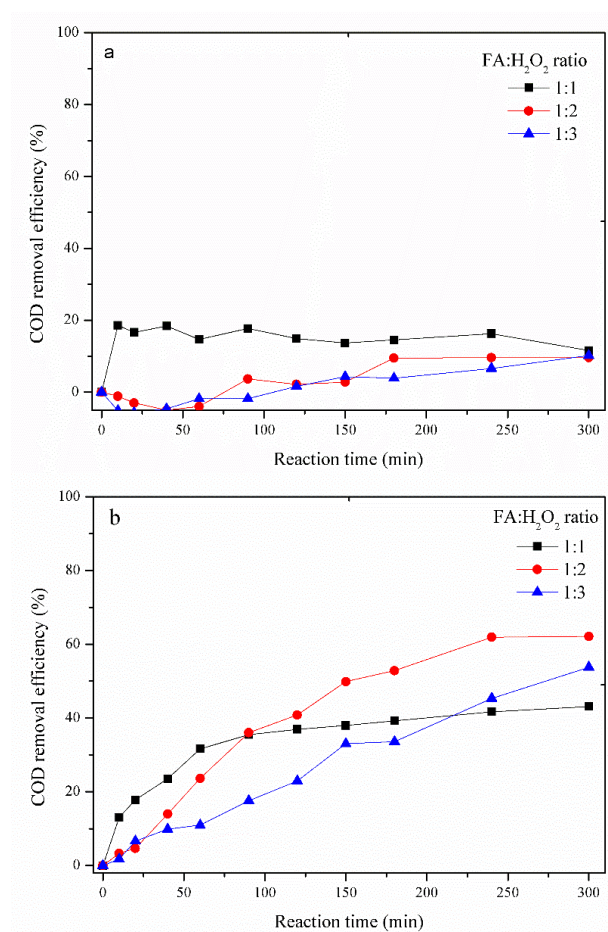 a
FA:H₂O₂ ratio
1:1
1:2
1:3
100
80
60
40
20
0
COD removal efficiency (%)
0 50 100 150 200 250 300
Reaction time (min)
b
FA:H₂O₂ ratio
1:1
1:2
1:3
100
80
60
40
20
0
COD removal efficiency (%)
0 50 100 150 200 250 300
Reaction time (min)